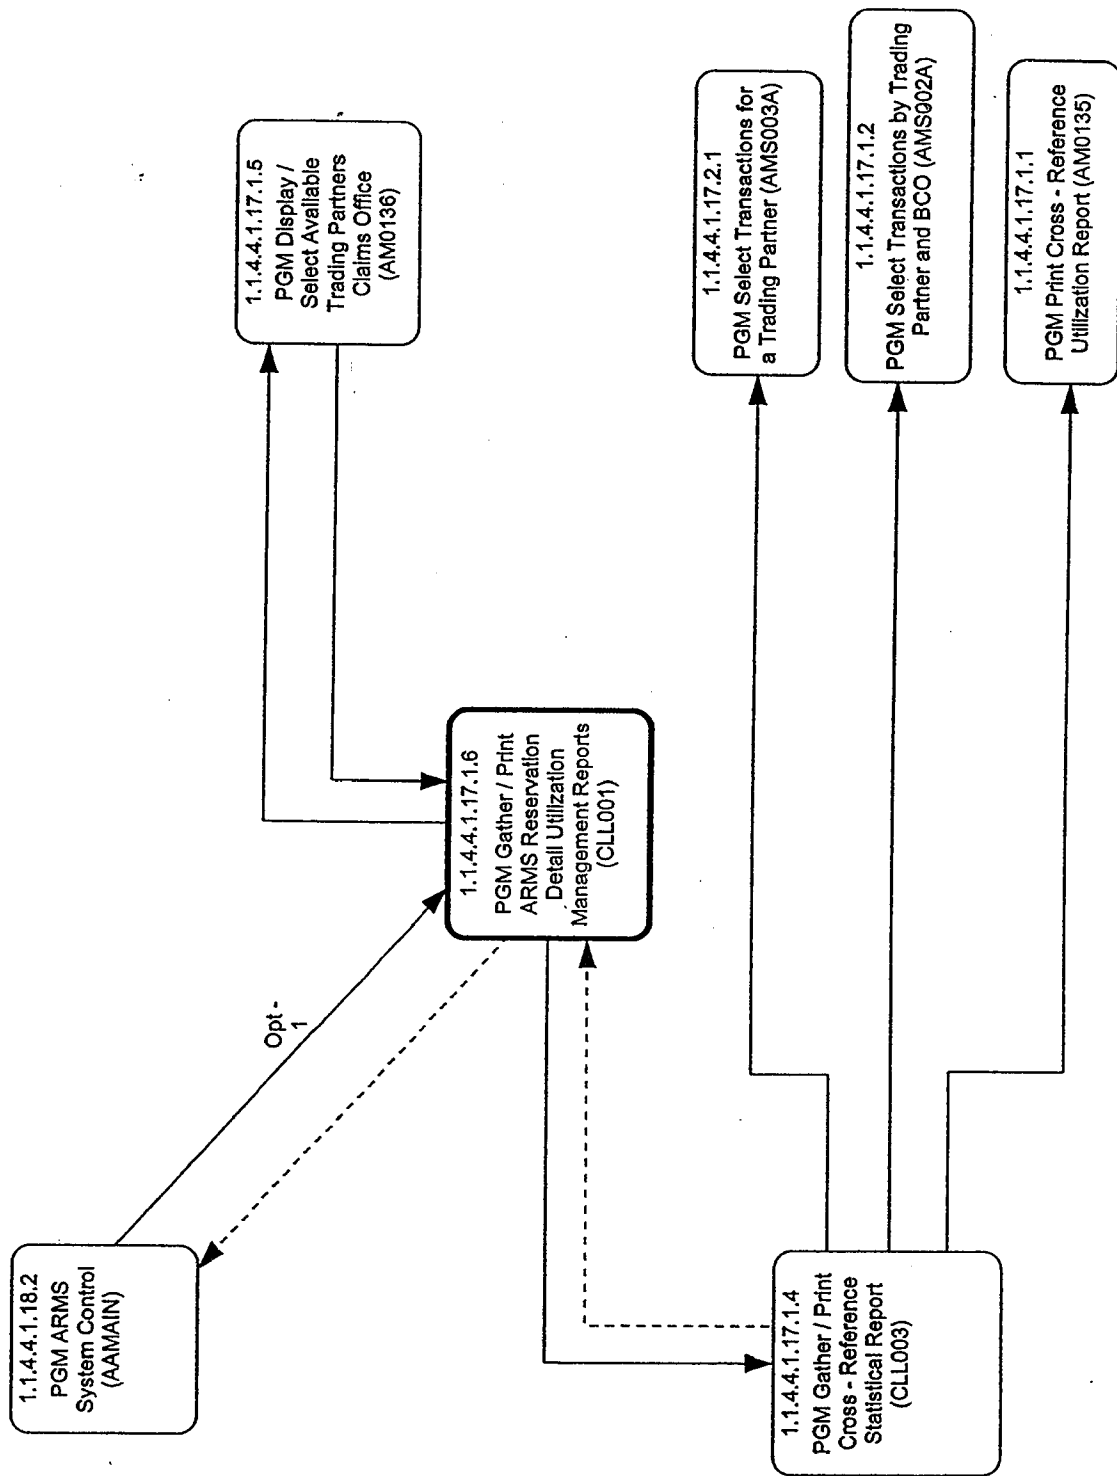 1.1.4.4.1.18.2
PGM ARMS
System Control
(AAMAIN)
Opt -
1
1.1.4.4.1.17.1.5
PGM Display /
Select Available
Trading Partners
Claims Office
(AM0136)
1.1.4.4.1.17.1.6
PGM Gather / Print
ARMS Reservation
Detail Utilization
Management Reports
(CLL001)
1.1.4.4.1.17.1.4
PGM Gather / Print
Cross - Reference
Statistical Report
(CLL003)
1.1.4.4.1.17.2.1
PGM Select Transactions for
a Trading Partner (AMS003A)
1.1.4.4.1.17.1.2
PGM Select Transactions by Trading
Partner and BCO (AMS002A)
1.1.4.4.1.17.1.1
PGM Print Cross - Reference
Utilization Report (AM0135)